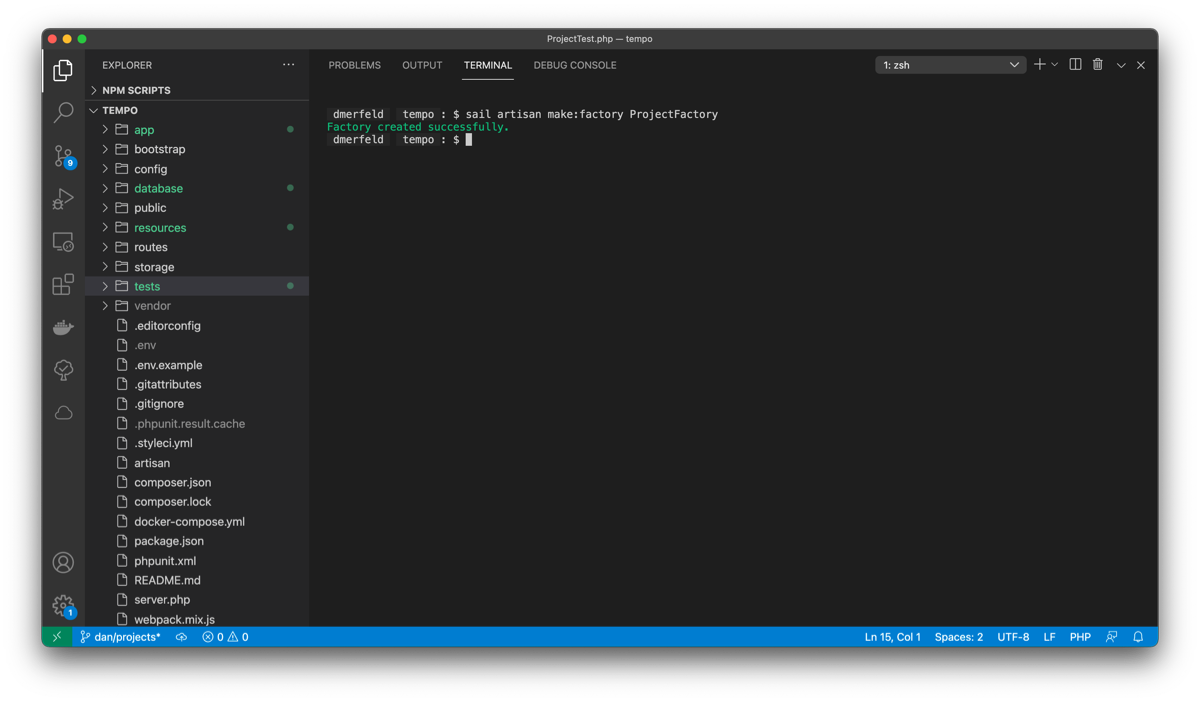 ProjectTest.php — tempo
EXPLORER
NPM SCRIPTS
TEMPO
app
bootstrap
config
database
public
resources
routes
storage
tests
vendor
.editorconfig
.env
.env.example
.gitattributes
.gitignore
.phpunit.result.cache
.styleci.yml
artisan
composer.json
composer.lock
docker-compose.yml
package.json
phpunit.xml
README.md
server.php
webpack.mix.js
9
1
PROBLEMS OUTPUT TERMINAL DEBUG CONSOLE 1: zsh
dmerfeld tempo : $ sail artisan make:factory ProjectFactory
Factory created successfully.
dmerfeld tempo : $
dan/projects* 0 0 Ln 15, Col 1 Spaces: 2 UTF-8 LF PHP